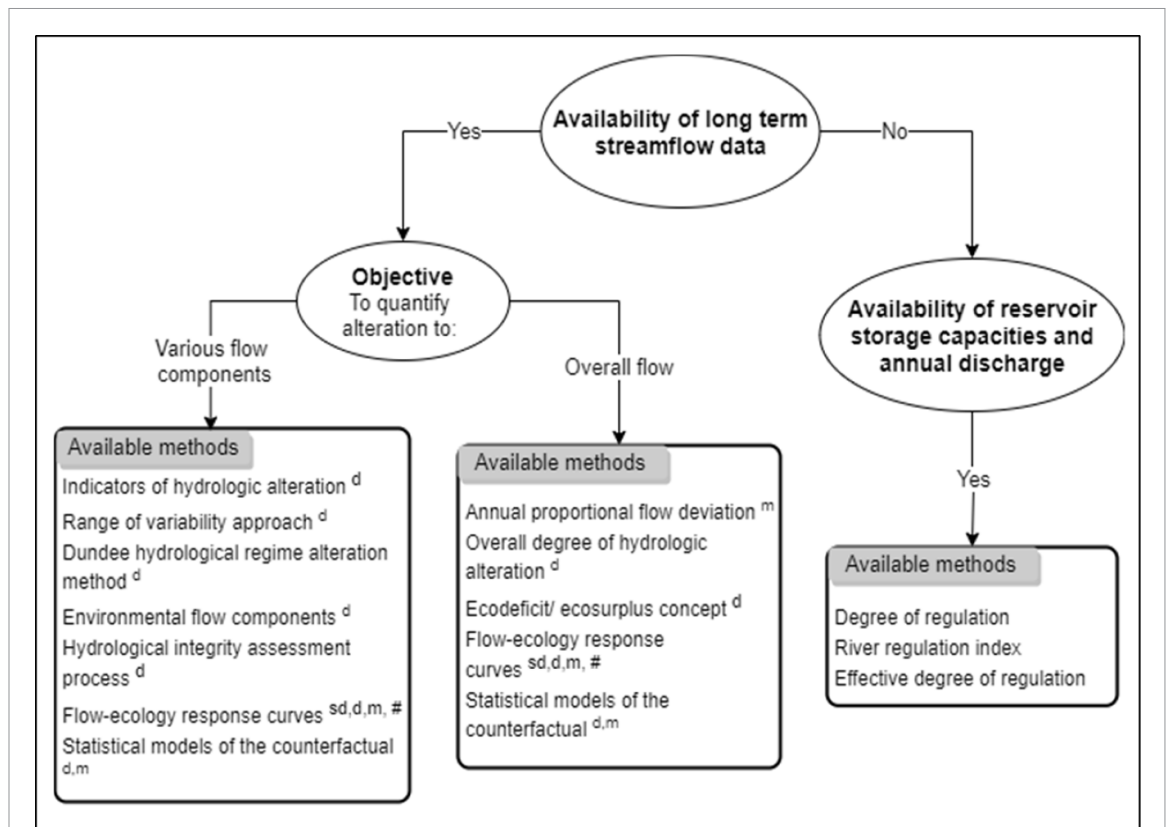 Availability of long term
streamflow data
Yes
No
Objective
To quantify
alteration to:
Availability of reservoir
storage capacities and
annual discharge
Various flow
components
Overall flow
Yes
Available methods
Indicators of hydrologic alteration d
Range of variability approach d
Dundee hydrological regime alteration
method d
Environmental flow components d
Hydrological integrity assessment
process d
Flow-ecology response curves sd,d,m, #
Statistical models of the counterfactual
d,m
Available methods
Annual proportional flow deviation m
Overall degree of hydrologic
alteration d
Ecodeficit/ ecosurplus concept d
Flow-ecology response
curves sd,d,m, #
Statistical models of the
counterfactual d,m
Available methods
Degree of regulation
River regulation index
Effective degree of regulation